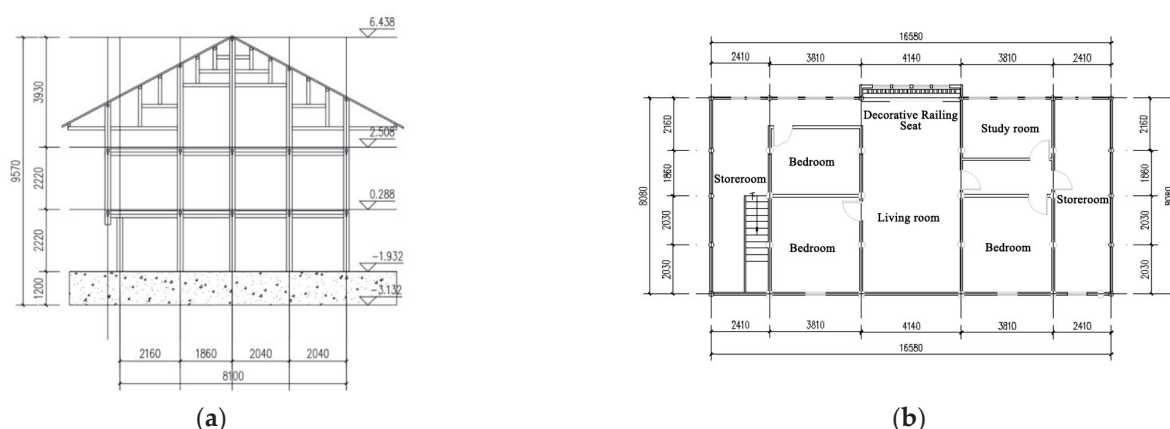 6.438
3930
2.508
9570
2220
0.288
2220
−1.932
1200
−3.132
2160 1860 2040 2040
8100
(a)
16580
2410 3810 4140 3810 2410
Decorative Railing
Seat
Study room
2160
2160
Bedroom
Storeroom
1860
1860
8080
Storeroom
8080
Living room
2030
2030
Bedroom
Bedroom
2030
2030
2410 3810 4140 3810 2410
16580
(b)